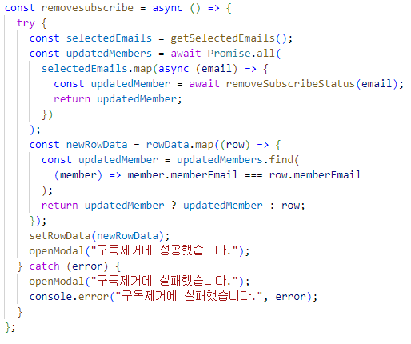 const removesubscribe = async () => {
try {
const selectedEmails = getSelectedEmails();
const updatedMembers = await Promise.all(
selectedEmails.map(async (email) => {
const updatedMember = await removeSubscribeStatus(email);
return updatedMember;
})
);
const newRowData = rowData.map((row) => {
const updatedMember = updatedMembers.find(
(member) => member.memberEmail === row.memberEmail
);
return updatedMember ? updatedMember : row;
});
setRowData(newRowData);
openModal("구독제거에 성공했습니다.");
} catch (error) {
openModal("구독제거에 실패했습니다.");
console.error("구독제거에 실패했습니다.", error);
}
};